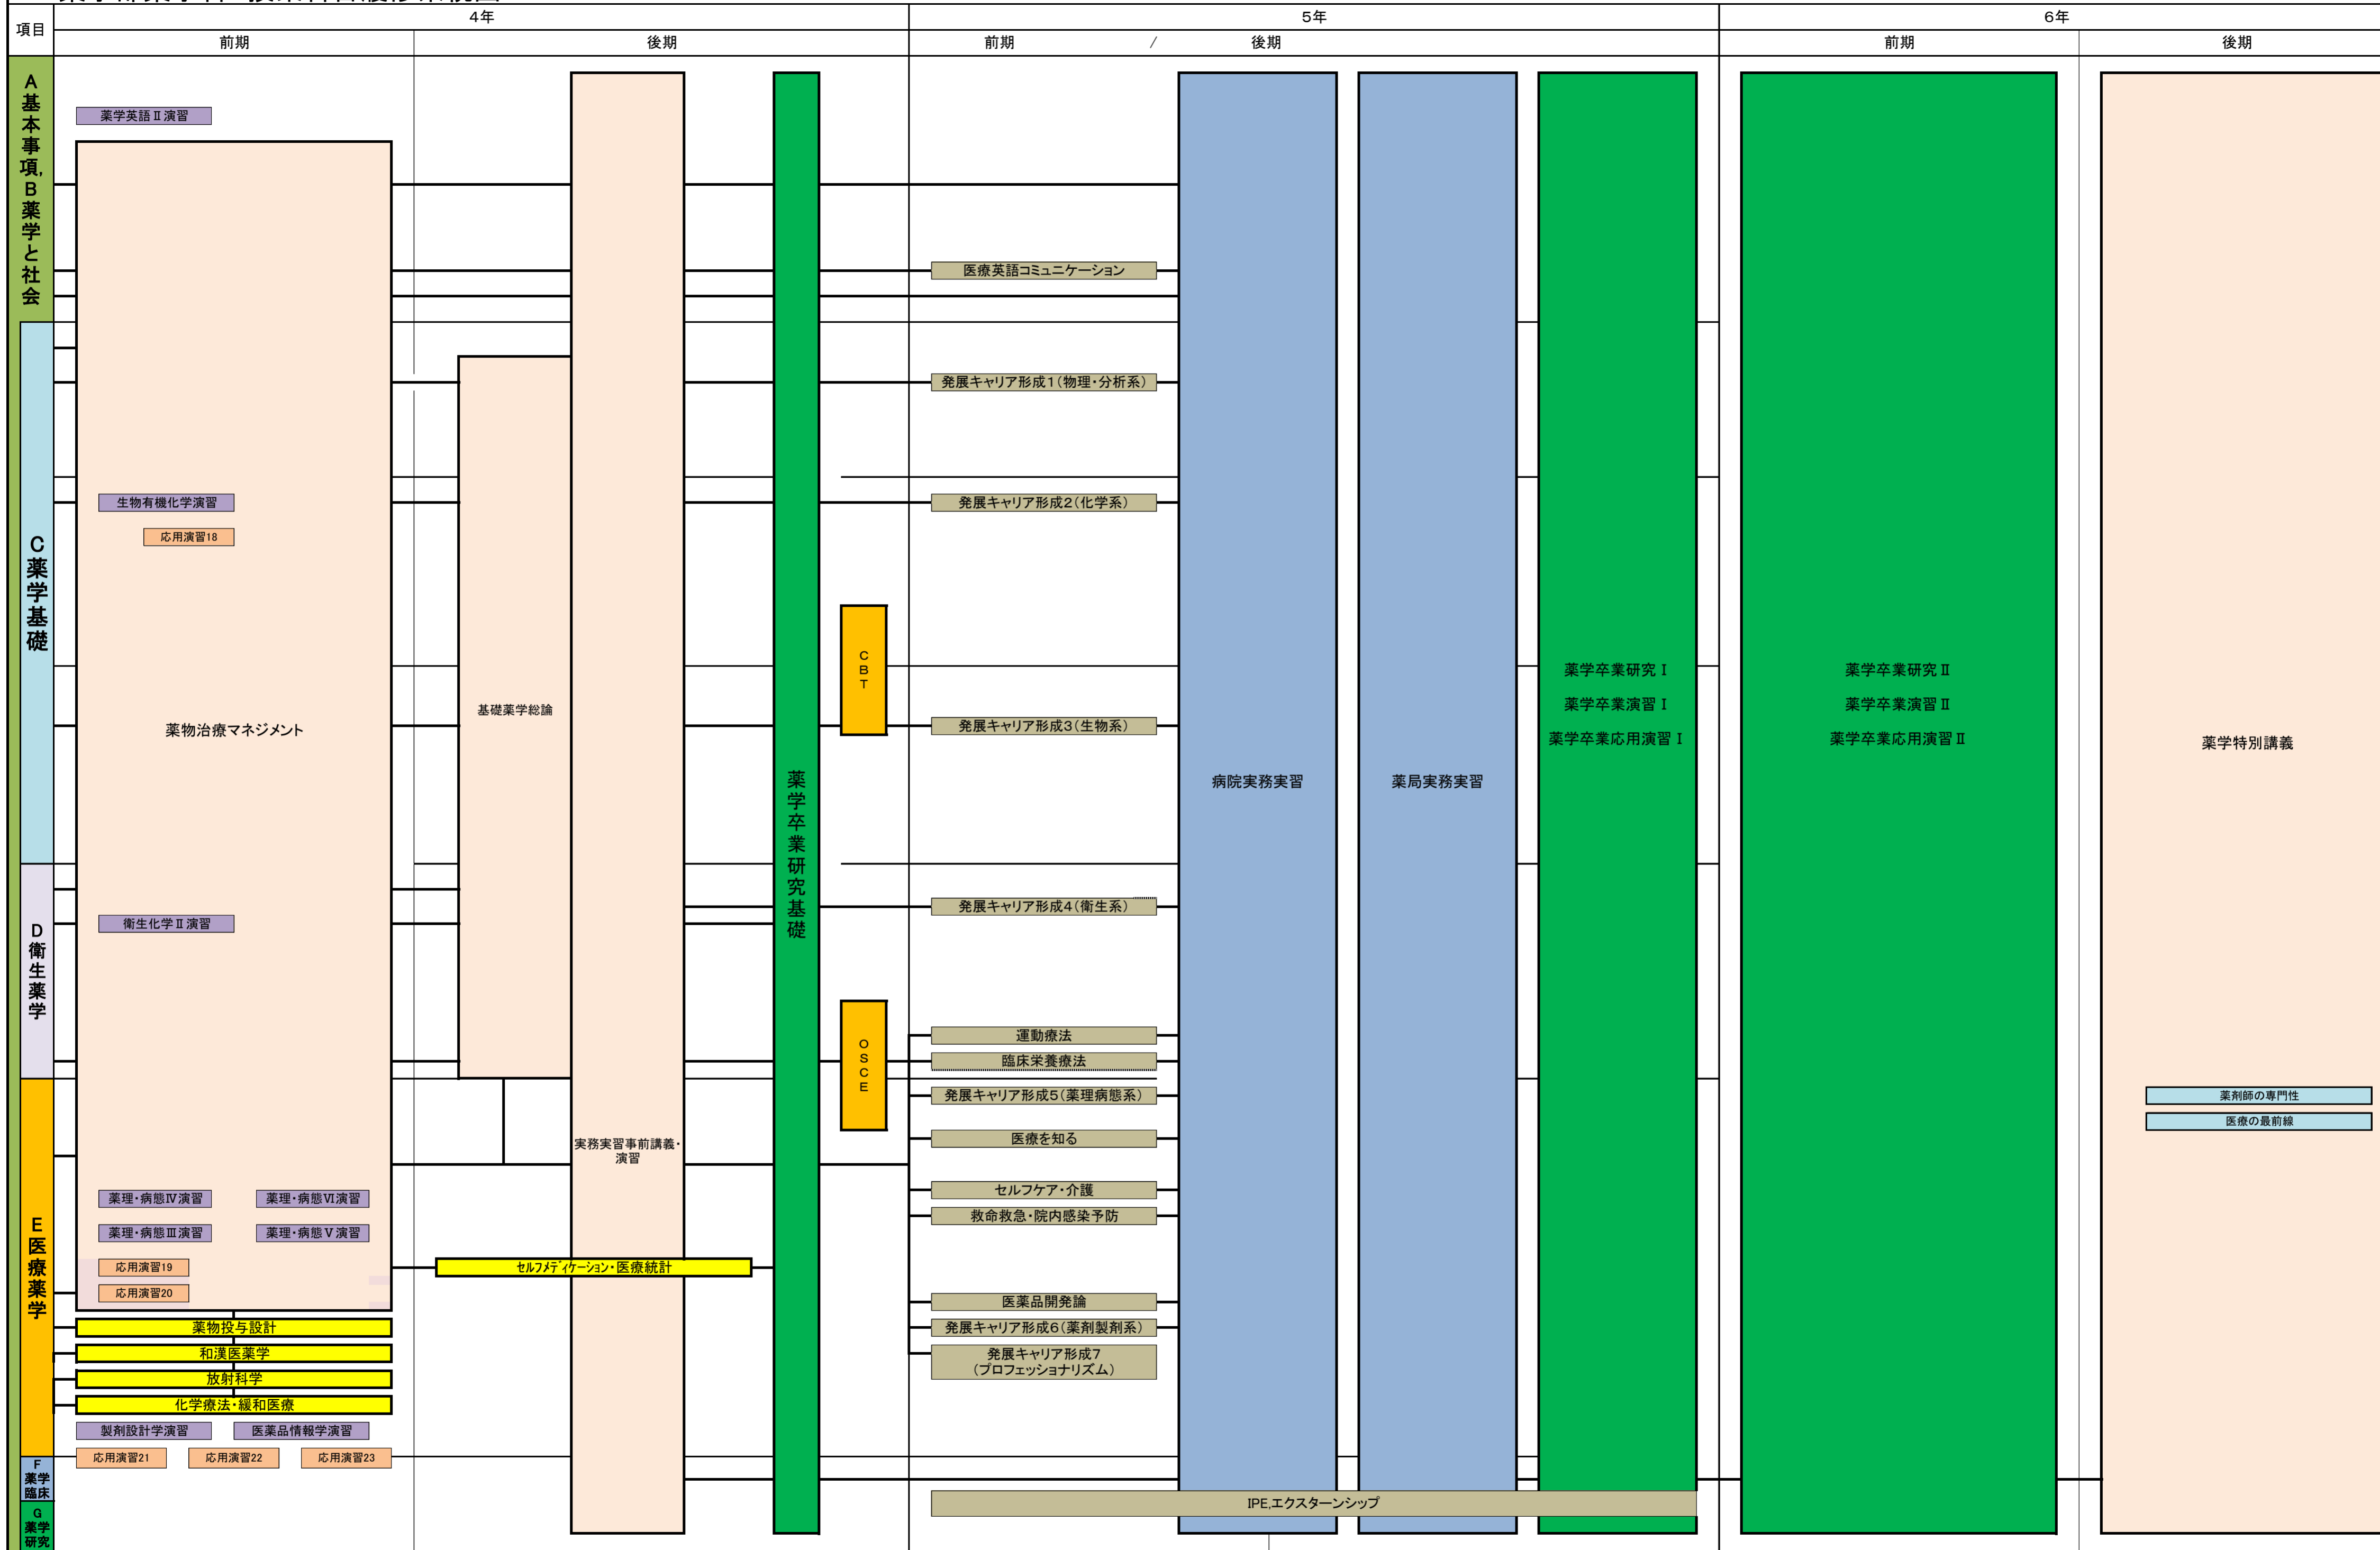 項目
4年
5年
6年
前期
後期
前期
/
後期
前期
後期
A基本事項,B薬学と社会
薬学英語Ⅱ演習
医療英語コミュニケーション
C薬学基礎
発展キャリア形成1(物理・分析系)
生物有機化学演習
発展キャリア形成2(化学系)
応用演習18
CBT
薬物治療マネジメント
基礎薬学総論
発展キャリア形成3(生物系)
薬学卒業研究Ⅰ
薬学卒業演習Ⅰ
薬学卒業応用演習Ⅰ
薬学卒業研究Ⅱ
薬学卒業演習Ⅱ
薬学卒業応用演習Ⅱ
薬学特別講義
病院実務実習
薬局実務実習
薬学卒業研究基礎
D衛生薬学
発展キャリア形成4(衛生系)
衛生化学Ⅱ演習
OSCE
運動療法
臨床栄養療法
発展キャリア形成5(薬理病態系)
薬剤師の専門性
医療の最前線
医療を知る
実務実習事前講義・
演習
E医療薬学
薬理・病態Ⅳ演習
薬理・病態Ⅵ演習
セルフケア・介護
救命救急・院内感染予防
薬理・病態Ⅲ演習
薬理・病態Ⅴ演習
応用演習19
セルフメディケーション・医療統計
応用演習20
医薬品開発論
薬物投与設計
発展キャリア形成6(薬剤製剤系)
和漢医薬学
発展キャリア形成7
(プロフェッショナリズム)
放射科学
化学療法・緩和医療
製剤設計学演習
医薬品情報学演習
応用演習21
応用演習22
応用演習23
F
薬学
臨床
IPE,エクスターンシップ
G
薬学
研究